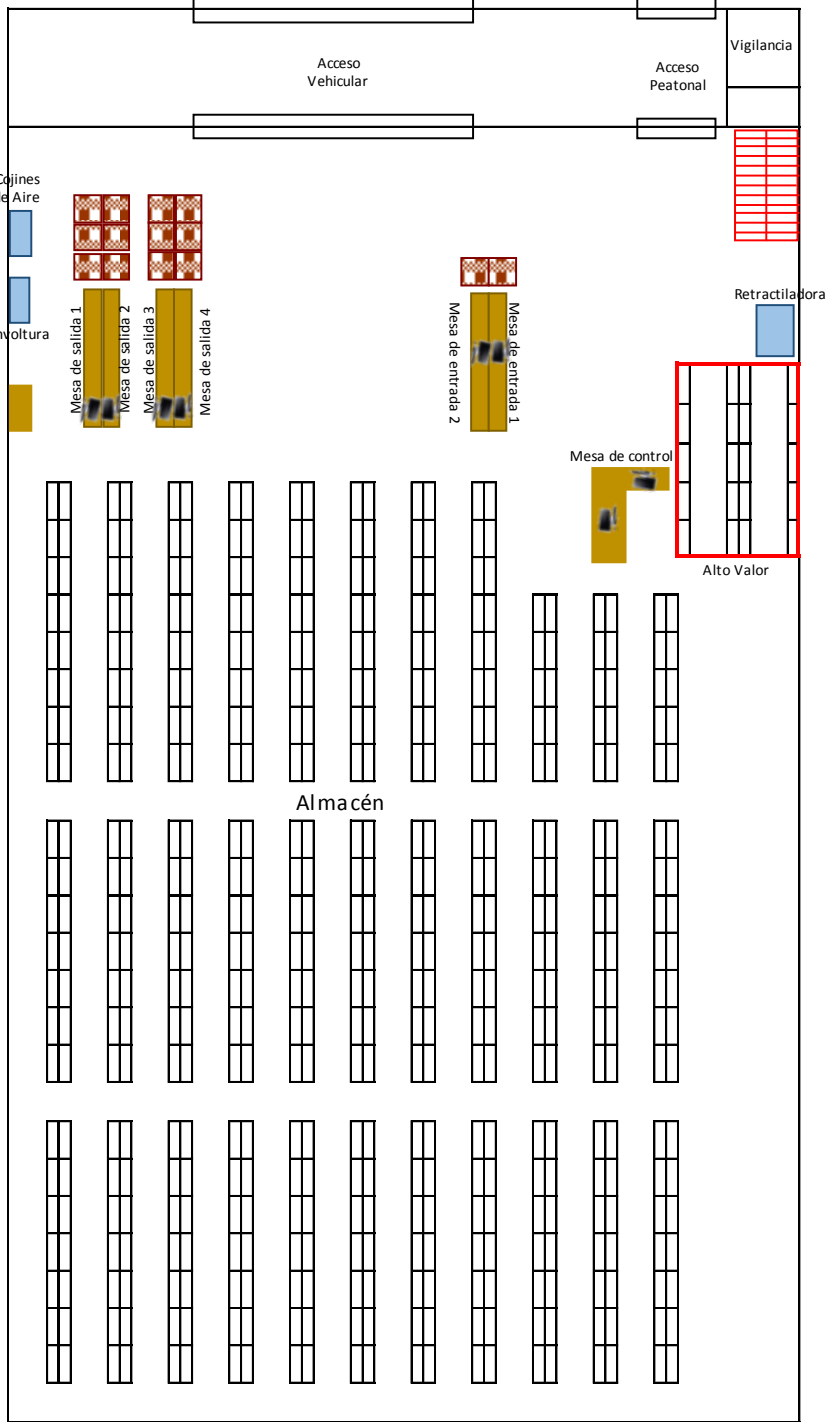 Acceso
Vehicular
Acceso
Peatonal
Vigilancia
Cojines
de Aire
nvoltura
Mesa de salida 1
Mesa de salida 2
Mesa de salida 3
Mesa de salida 4
Mesa de entrada 2
Mesa de entrada 1
Retractiladora
Mesa de control
Alto Valor
Almacén